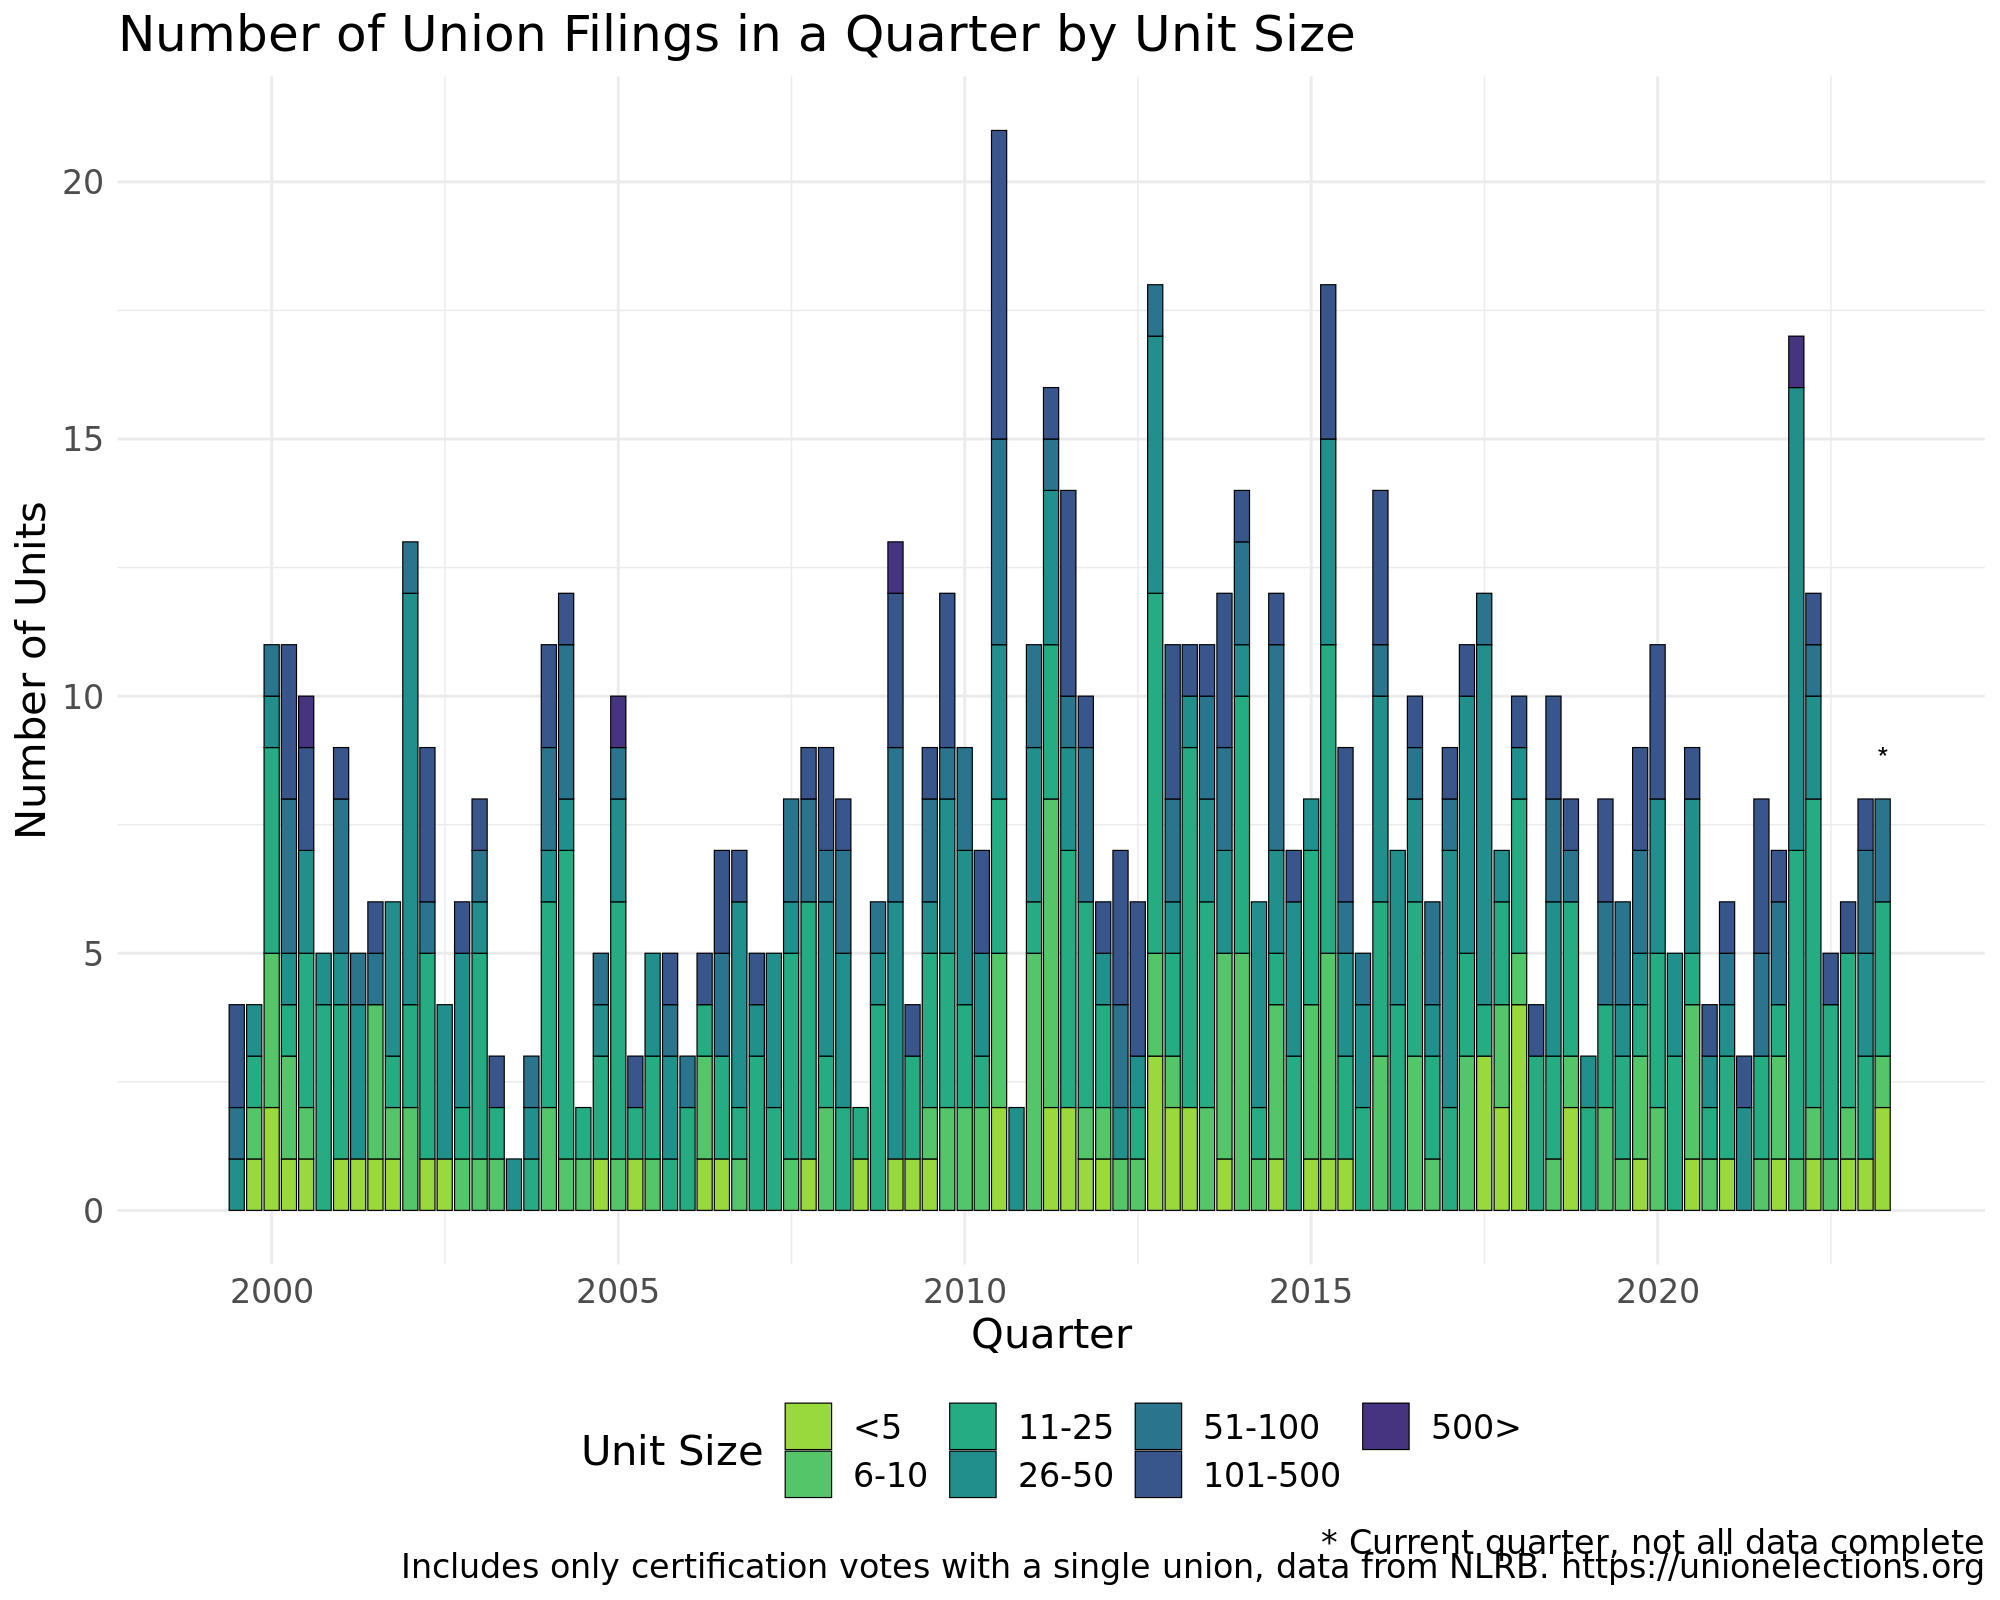 Number of Union Filings in a Quarter by Unit Size
Number of Units
20
15
10
5
0
*
2000 2005 2010 2015 2020
Quarter
Unit Size
<5 11-25 51-100 500>
6-10 26-50 101-500
* Current quarter, not all data complete
Includes only certification votes with a single union, data from NLRB. https://unionelections.org